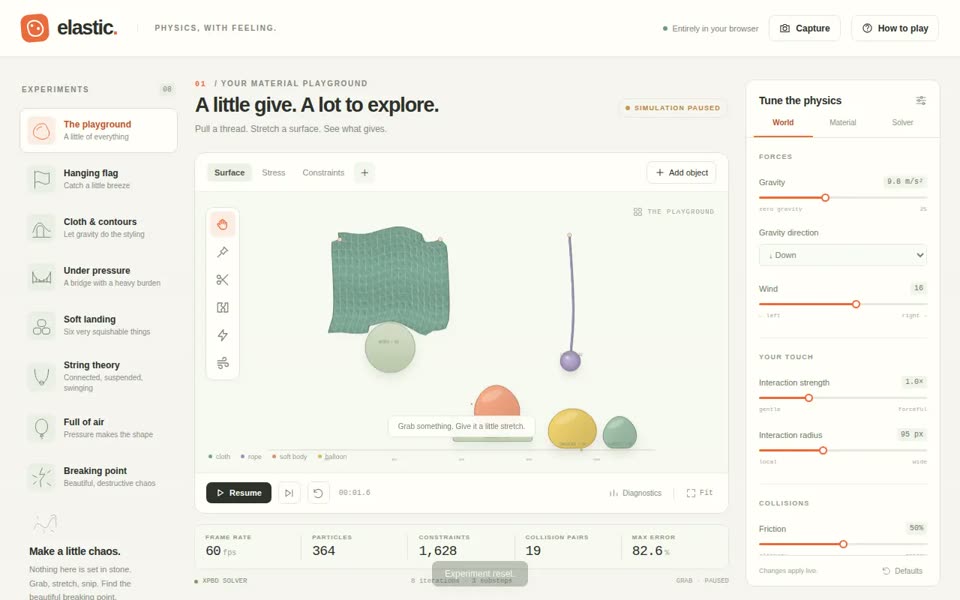 elastic.
PHYSICS, WITH FEELING.
Entirely in your browser
Capture
How to play
EXPERIMENTS 08
The playground
A little of everything
Hanging flag
Catch a little breeze
Cloth & contours
Let gravity do the styling
Under pressure
A bridge with a heavy burden
Soft landing
Six very squishable things
String theory
Connected, suspended,
swinging
Full of air
Pressure makes the shape
Breaking point
Beautiful, destructive chaos
Make a little chaos.
Nothing here is set in stone.
Grab, stretch, snip. Find the
beautiful breaking point.
01 / YOUR MATERIAL PLAYGROUND
A little give. A lot to explore.
Pull a thread. Stretch a surface. See what gives.
SIMULATION PAUSED
Surface Stress Constraints +
Add object
THE PLAYGROUND
Grab something. Give it a little stretch.
cloth rope soft body balloon
Resume
00:01.6
Diagnostics
Fit
FRAME RATE
60 fps
PARTICLES
364
CONSTRAINTS
1,628
COLLISION PAIRS
19
MAX ERROR
82.6 %
XPBD SOLVER
Experiment reset.
GRAB · PAUSED
Tune the physics
World Material Solver
FORCES
Gravity 9.8 m/s²
zero gravity
Gravity direction
↓ Down
Wind 16
left right
YOUR TOUCH
Interaction strength 1.0×
gentle forceful
Interaction radius 95 px
local wide
COLLISIONS
Friction 50%
Changes apply live.
Defaults